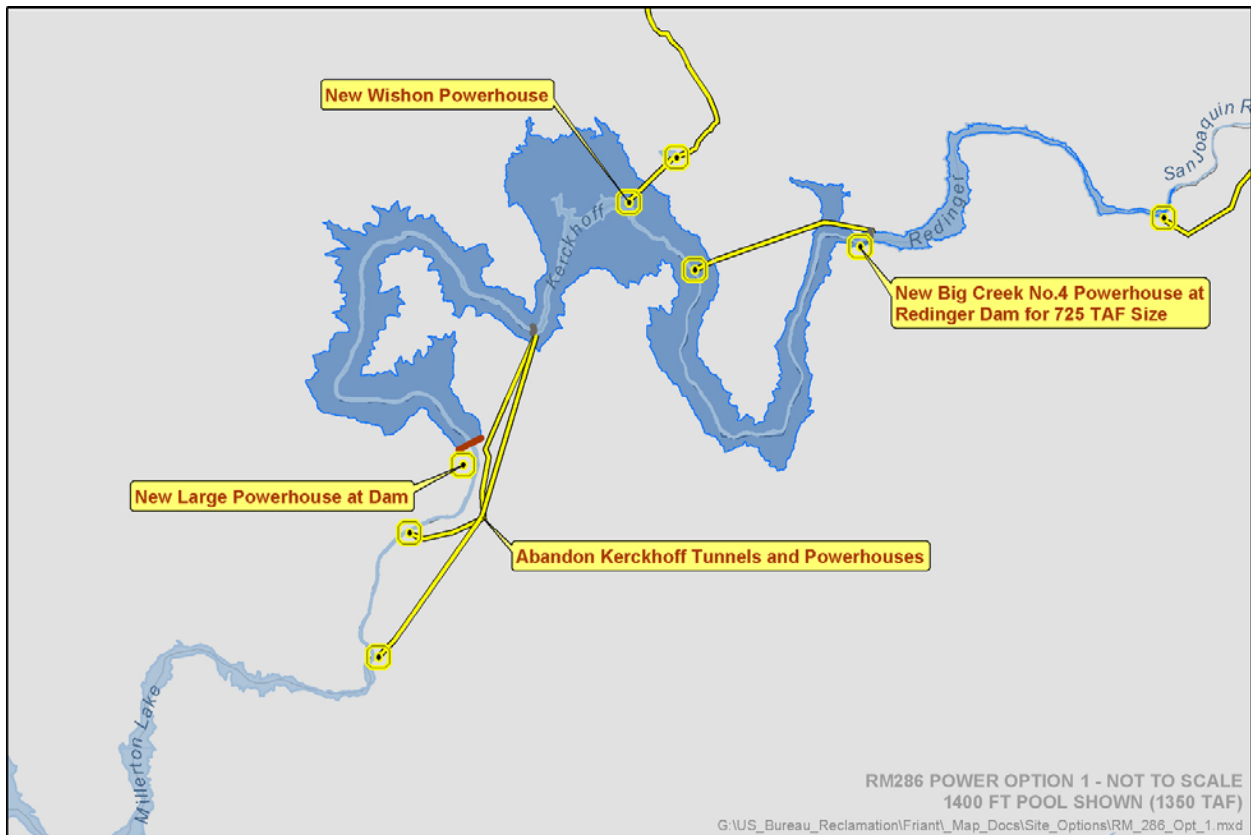 New Wishon Powerhouse
San Joaquin R
Kerckhoff
Redinger
New Big Creek No.4 Powerhouse at
Redinger Dam for 725 TAF Size
New Large Powerhouse at Dam
Abandon Kerckhoff Tunnels and Powerhouses
Millerton Lake
RM286 POWER OPTION 1 - NOT TO SCALE
1400 FT POOL SHOWN (1350 TAF)
G:\US_Bureau_Reclamation\Friant\_Map_Docs\Site_Options\RM_286_Opt_1.mxd